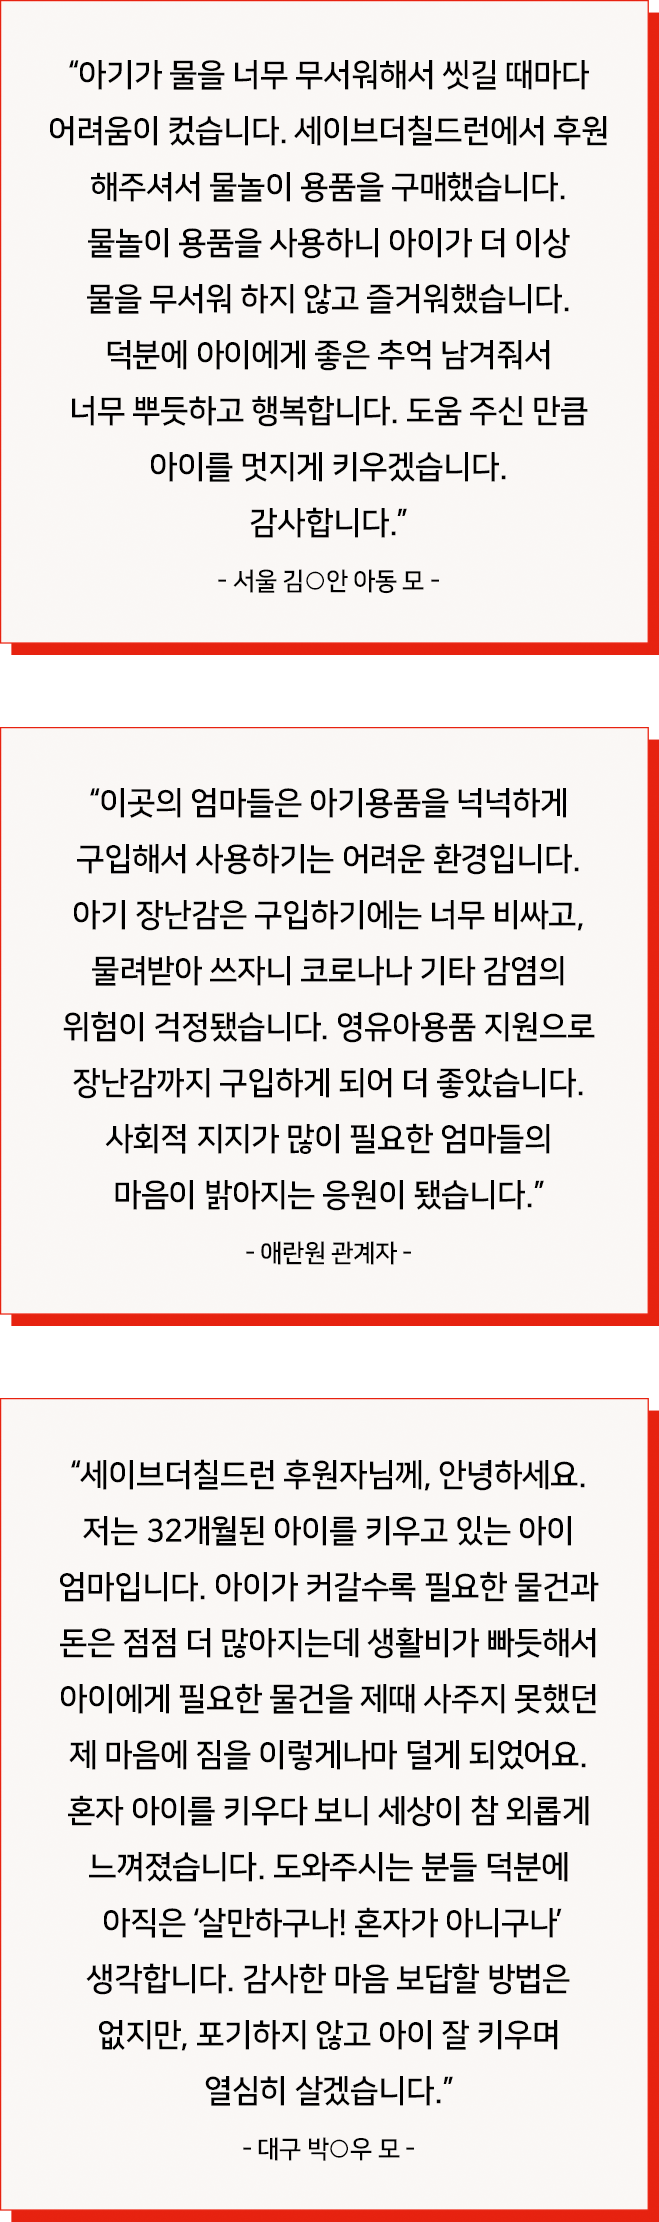 “아기가 물을 너무 무서워해서 씻길 때마다
어려움이 컸습니다. 세이브더칠드런에서 후원
해주셔서 물놀이 용품을 구매했습니다.
물놀이 용품을 사용하니 아이가 더 이상
물을 무서워 하지 않고 즐거워했습니다.
덕분에 아이에게 좋은 추억 남겨줘서
너무 뿌듯하고 행복합니다. 도움 주신 만큼
아이를 멋지게 키우겠습니다.
감사합니다.”
- 서울 김○안 아동 모 -
“이곳의 엄마들은 아기용품을 넉넉하게
구입해서 사용하기는 어려운 환경입니다.
아기 장난감은 구입하기에는 너무 비싸고,
물려받아 쓰자니 코로나나 기타 감염의
위험이 걱정됐습니다. 영유아용품 지원으로
장난감까지 구입하게 되어 더 좋았습니다.
사회적 지지가 많이 필요한 엄마들의
마음이 밝아지는 응원이 됐습니다.”
- 애란원 관계자 -
“세이브더칠드런 후원자님께, 안녕하세요.
저는 32개월된 아이를 키우고 있는 아이
엄마입니다. 아이가 커갈수록 필요한 물건과
돈은 점점 더 많아지는데 생활비가 빠듯해서
아이에게 필요한 물건을 제때 사주지 못했던
제 마음에 짐을 이렇게나마 덜게 되었어요.
혼자 아이를 키우다 보니 세상이 참 외롭게
느껴졌습니다. 도와주시는 분들 덕분에
아직은 ‘살만하구나! 혼자가 아니구나’
생각합니다. 감사한 마음 보답할 방법은
없지만, 포기하지 않고 아이 잘 키우며
열심히 살겠습니다.”
- 대구 박○우 모 -